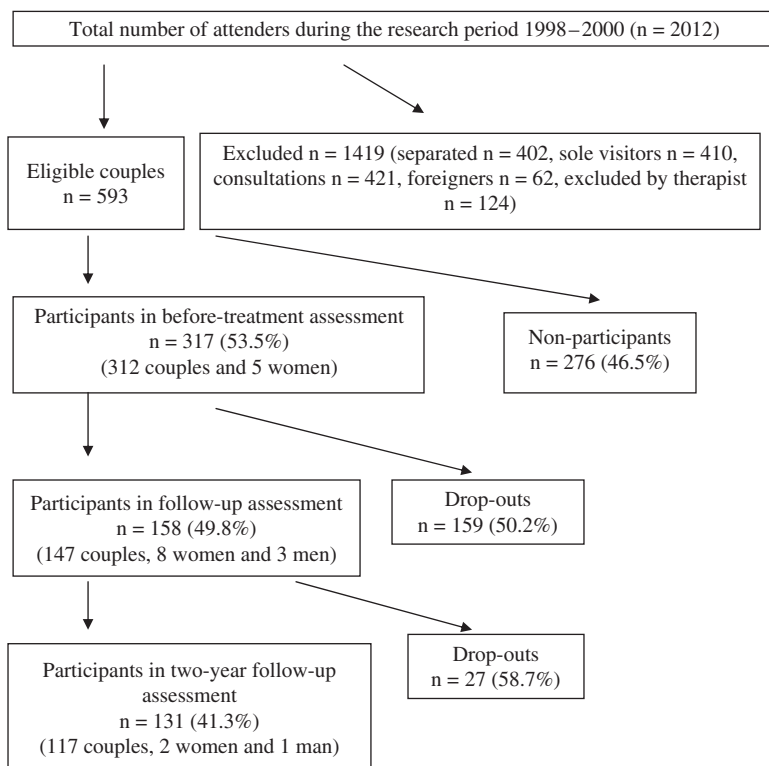 Total number of attenders during the research period 1998–2000 (n = 2012)
Eligible couples
n = 593
Excluded n = 1419 (separated n = 402, sole visitors n = 410,
consultations n = 421, foreigners n = 62, excluded by therapist
n = 124)
Participants in before-treatment assessment
n = 317 (53.5%)
(312 couples and 5 women)
Non-participants
n = 276 (46.5%)
Participants in follow-up assessment
n = 158 (49.8%)
(147 couples, 8 women and 3 men)
Drop-outs
n = 159 (50.2%)
Participants in two-year follow-up
assessment
n = 131 (41.3%)
(117 couples, 2 women and 1 man)
Drop-outs
n = 27 (58.7%)